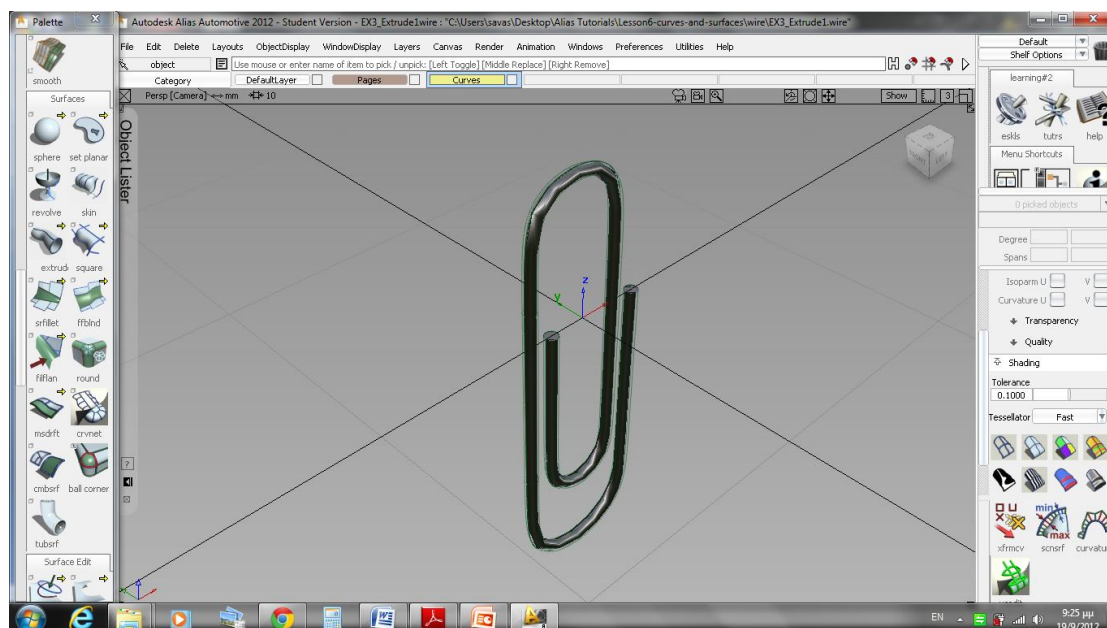 Palette X
Autodesk Alias Automotive 2012 - Student Version - EX3_Extrude1wire : "C:\Users\savas\Desktop\Alias Tutorials\Lesson6-curves-and-surfaces\wire\EX3_Extrude1.wire"
File Edit Delete Layouts ObjectDisplay WindowDisplay Layers Canvas Render Animation Windows Preferences Utilities Help
object Use mouse or enter name of item to pick / unpick: [Left Toggle] [Middle Replace] [Right Remove]
Category DefaultLayer Pages Curves
Persp [Camera] mm 10 Show 3
Object Lister
smooth
Surfaces
sphere set planar
revolve skin
extrud square
srfillet ffblnd
filflan round
msdrft crvnet
cmbsrf ball corner
tubsrf
Surface Edit
z
y
FRONT LEFT
?
Default
Shelf Options
learning#2
eskls tutrs help
Menu Shortcuts
0 picked objects
Degree
Spans
Isoparm U V
Curvature U V
Transparency
Quality
Shading
Tolerance
0.1000
Tessellator Fast
min
max
xfrmcv scnsrf curvatu
EN 9:25 μμ
19/9/2012